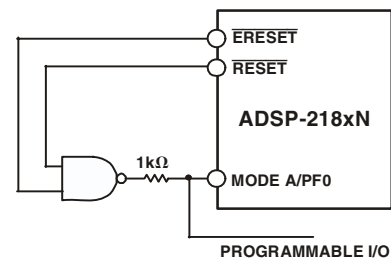 ERESET
RESET
ADSP-218xN
1kΩ
MODE A/PF0
PROGRAMMABLE I/O